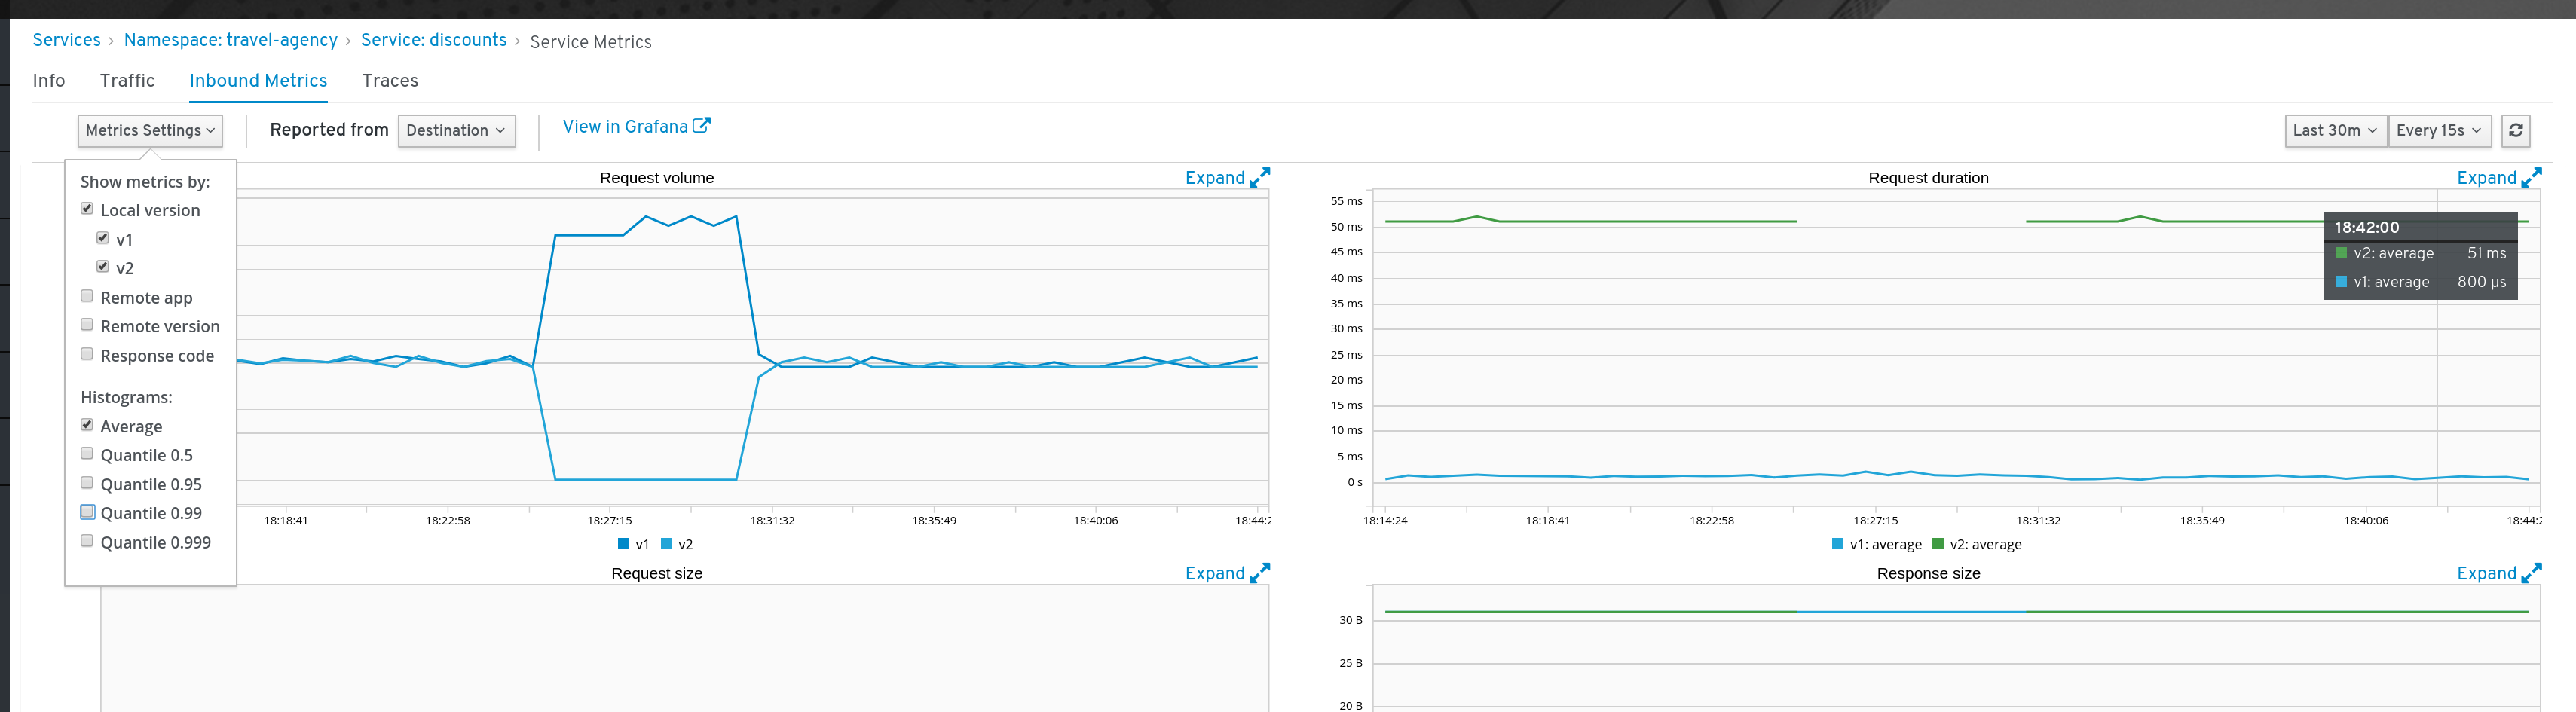 Services › Namespace: travel-agency › Service: discounts › Service Metrics
Info Traffic Inbound Metrics Traces
Metrics Settings Reported from Destination View in Grafana Last 30m Every 15s
Show metrics by:
Local version
v1
v2
Remote app
Remote version
Response code
Histograms:
Average
Quantile 0.5
Quantile 0.95
Quantile 0.99
Quantile 0.999
Request volume Expand
18:18:41 18:22:58 18:27:15 18:31:32 18:35:49 18:40:06 18:44:2
v1 v2
Request duration Expand
55 ms
50 ms
45 ms
40 ms
35 ms
30 ms
25 ms
20 ms
15 ms
10 ms
5 ms
0 s
18:42:00
v2: average 51 ms
v1: average 800 µs
18:14:24 18:18:41 18:22:58 18:27:15 18:31:32 18:35:49 18:40:06 18:44:2
v1: average v2: average
Request size Expand
Response size Expand
30 B
25 B
20 B